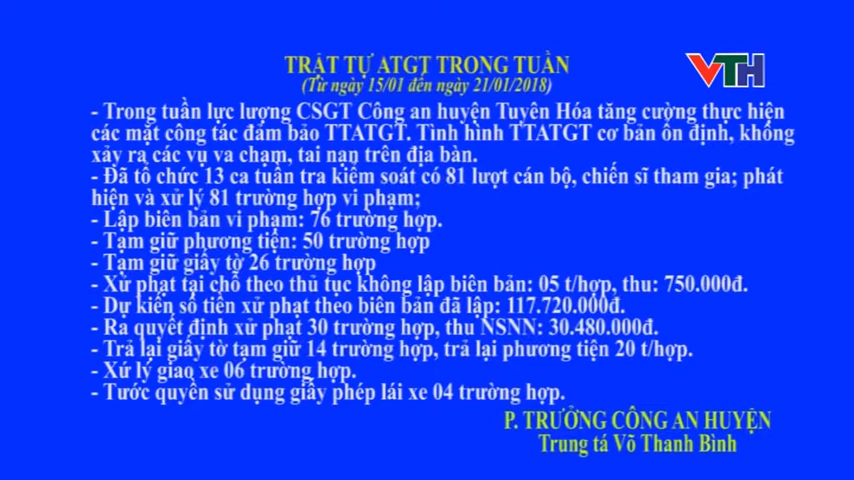 TRẬT TỰ ATGT TRONG TUẦN
(Từ ngày 15/01 đến ngày 21/01/2018)
VTH
- Trong tuần lực lượng CSGT Công an huyện Tuyên Hóa tăng cường thực hiện
các mặt công tác đảm bảo TTATGT. Tình hình TTATGT cơ bản ổn định, không
xảy ra các vụ va chạm, tai nạn trên địa bàn.
- Đã tổ chức 13 ca tuần tra kiểm soát có 81 lượt cán bộ, chiến sĩ tham gia; phát
hiện và xử lý 81 trường hợp vi phạm;
- Lập biên bản vi phạm: 76 trường hợp.
- Tạm giữ phương tiện: 50 trường hợp
- Tạm giữ giấy tờ 26 trường hợp
- Xử phạt tại chỗ theo thủ tục không lập biên bản: 05 t/hợp, thu: 750.000đ.
- Dự kiến số tiền xử phạt theo biên bản đã lập: 117.720.000đ.
- Ra quyết định xử phạt 30 trường hợp, thu NSNN: 30.480.000đ.
- Trả lại giấy tờ tạm giữ 14 trường hợp, trả lại phương tiện 20 t/hợp.
- Xử lý giao xe 06 trường hợp.
- Tước quyền sử dụng giấy phép lái xe 04 trường hợp.
P. TRƯỞNG CÔNG AN HUYỆN
Trung tá Võ Thanh Bình